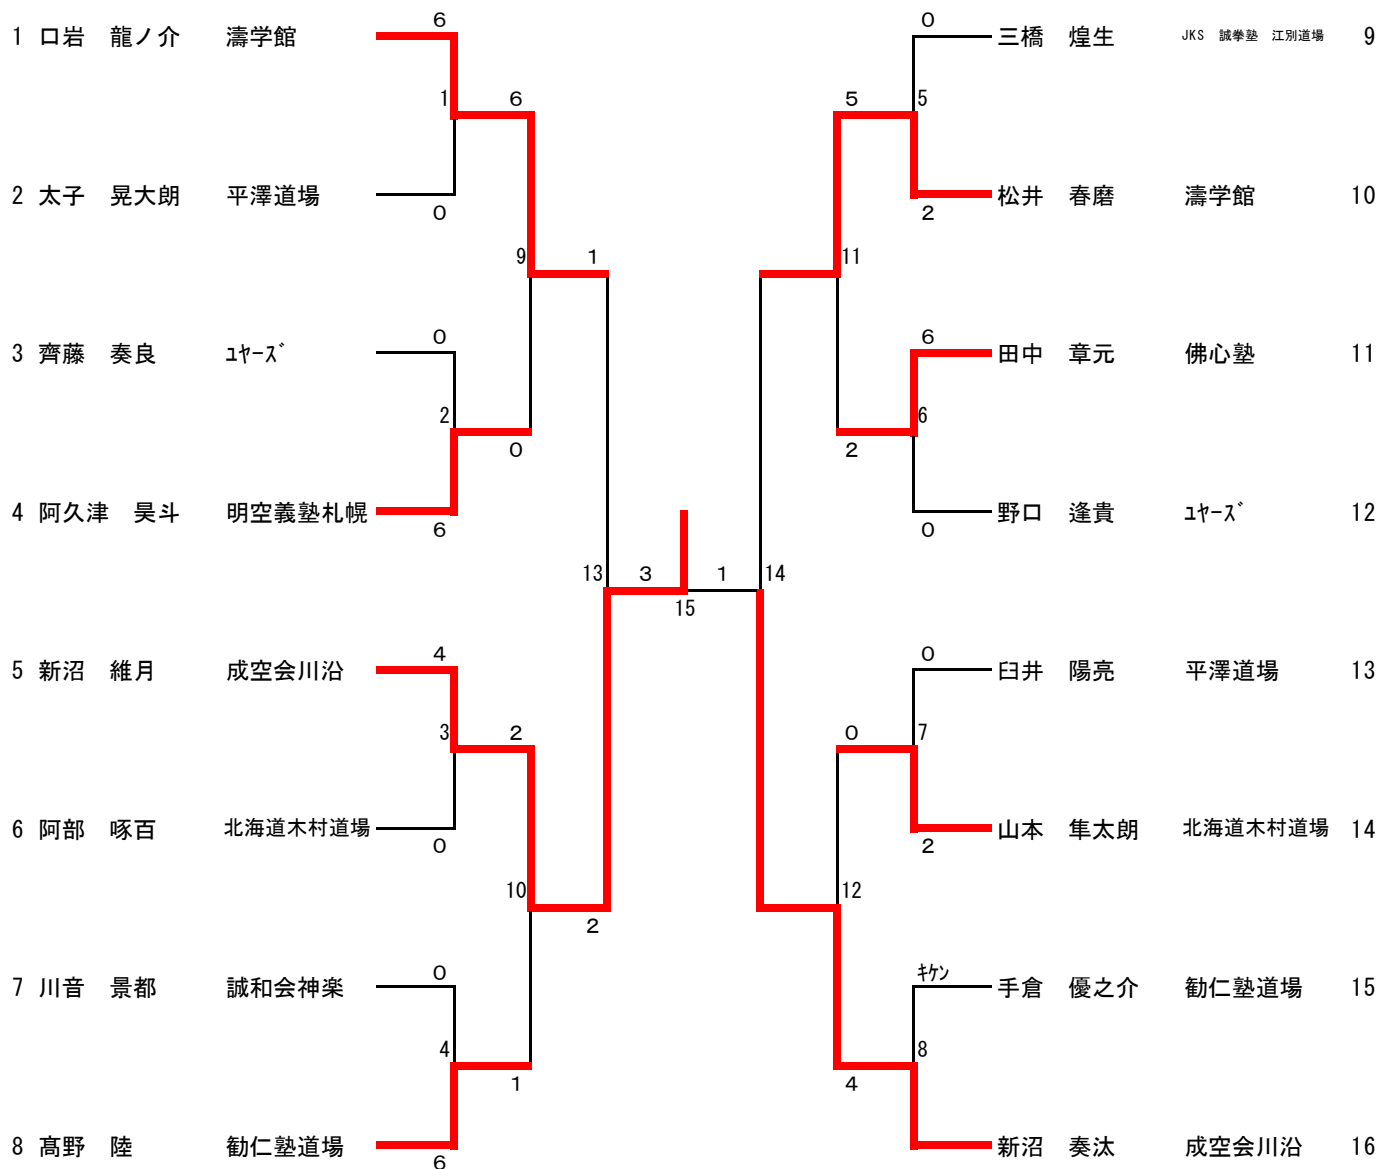 6
0
1 口岩 龍ノ介 濤学館
三橋 煌生 JKS 誠拳塾 江別道場 9
1 6
5 5
2 太子 晃大朗 平澤道場
松井 春磨 濤学館 10
0
2
9 1
11
0
6
3 齊藤 奏良 ユヤーズ
田中 章元 佛心塾 11
2
6
0
2
4 阿久津 昊斗 明空義塾札幌
野口 逢貴 ユヤーズ 12
6
0
13 3 1 14
15
4
0
5 新沼 維月 成空会川沿
臼井 陽亮 平澤道場 13
3 2
0 7
6 阿部 啄百 北海道木村道場
山本 隼太朗 北海道木村道場 14
0
2
10
12
2
0
キケン
7 川音 景都 誠和会神楽
手倉 優之介 勧仁塾道場 15
4
8
1
4
8 髙野 陸 勧仁塾道場
新沼 奏汰 成空会川沿 16
6